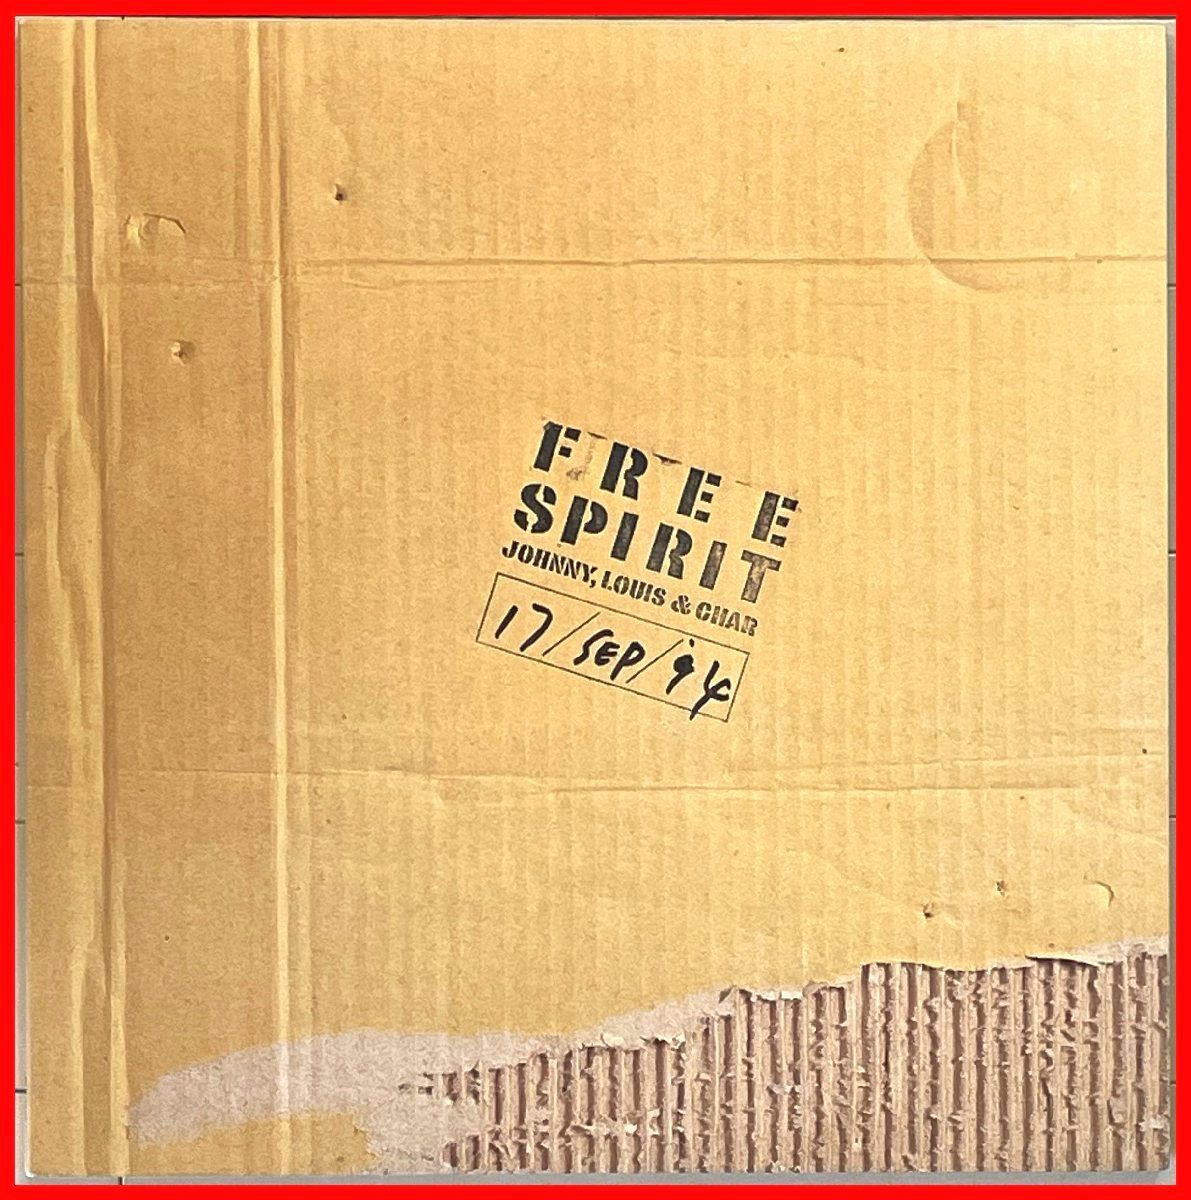 FREE
SPIRIT
JOHNNY, LOUIS & CHAR
17/SEP/'94